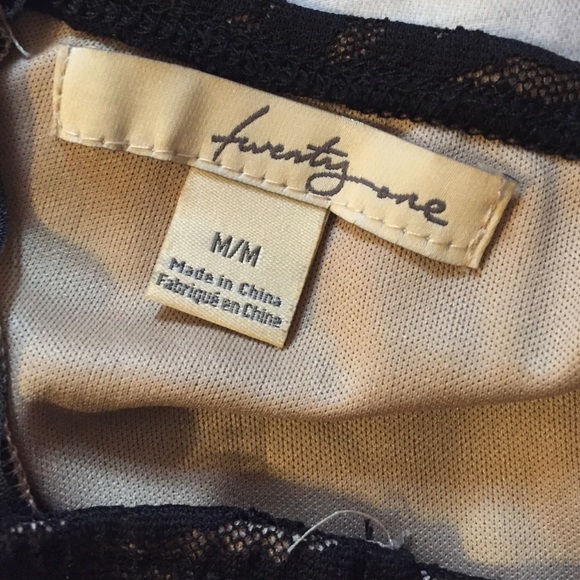 twenty one
M/M
Made in China
Fabriqué en Chine